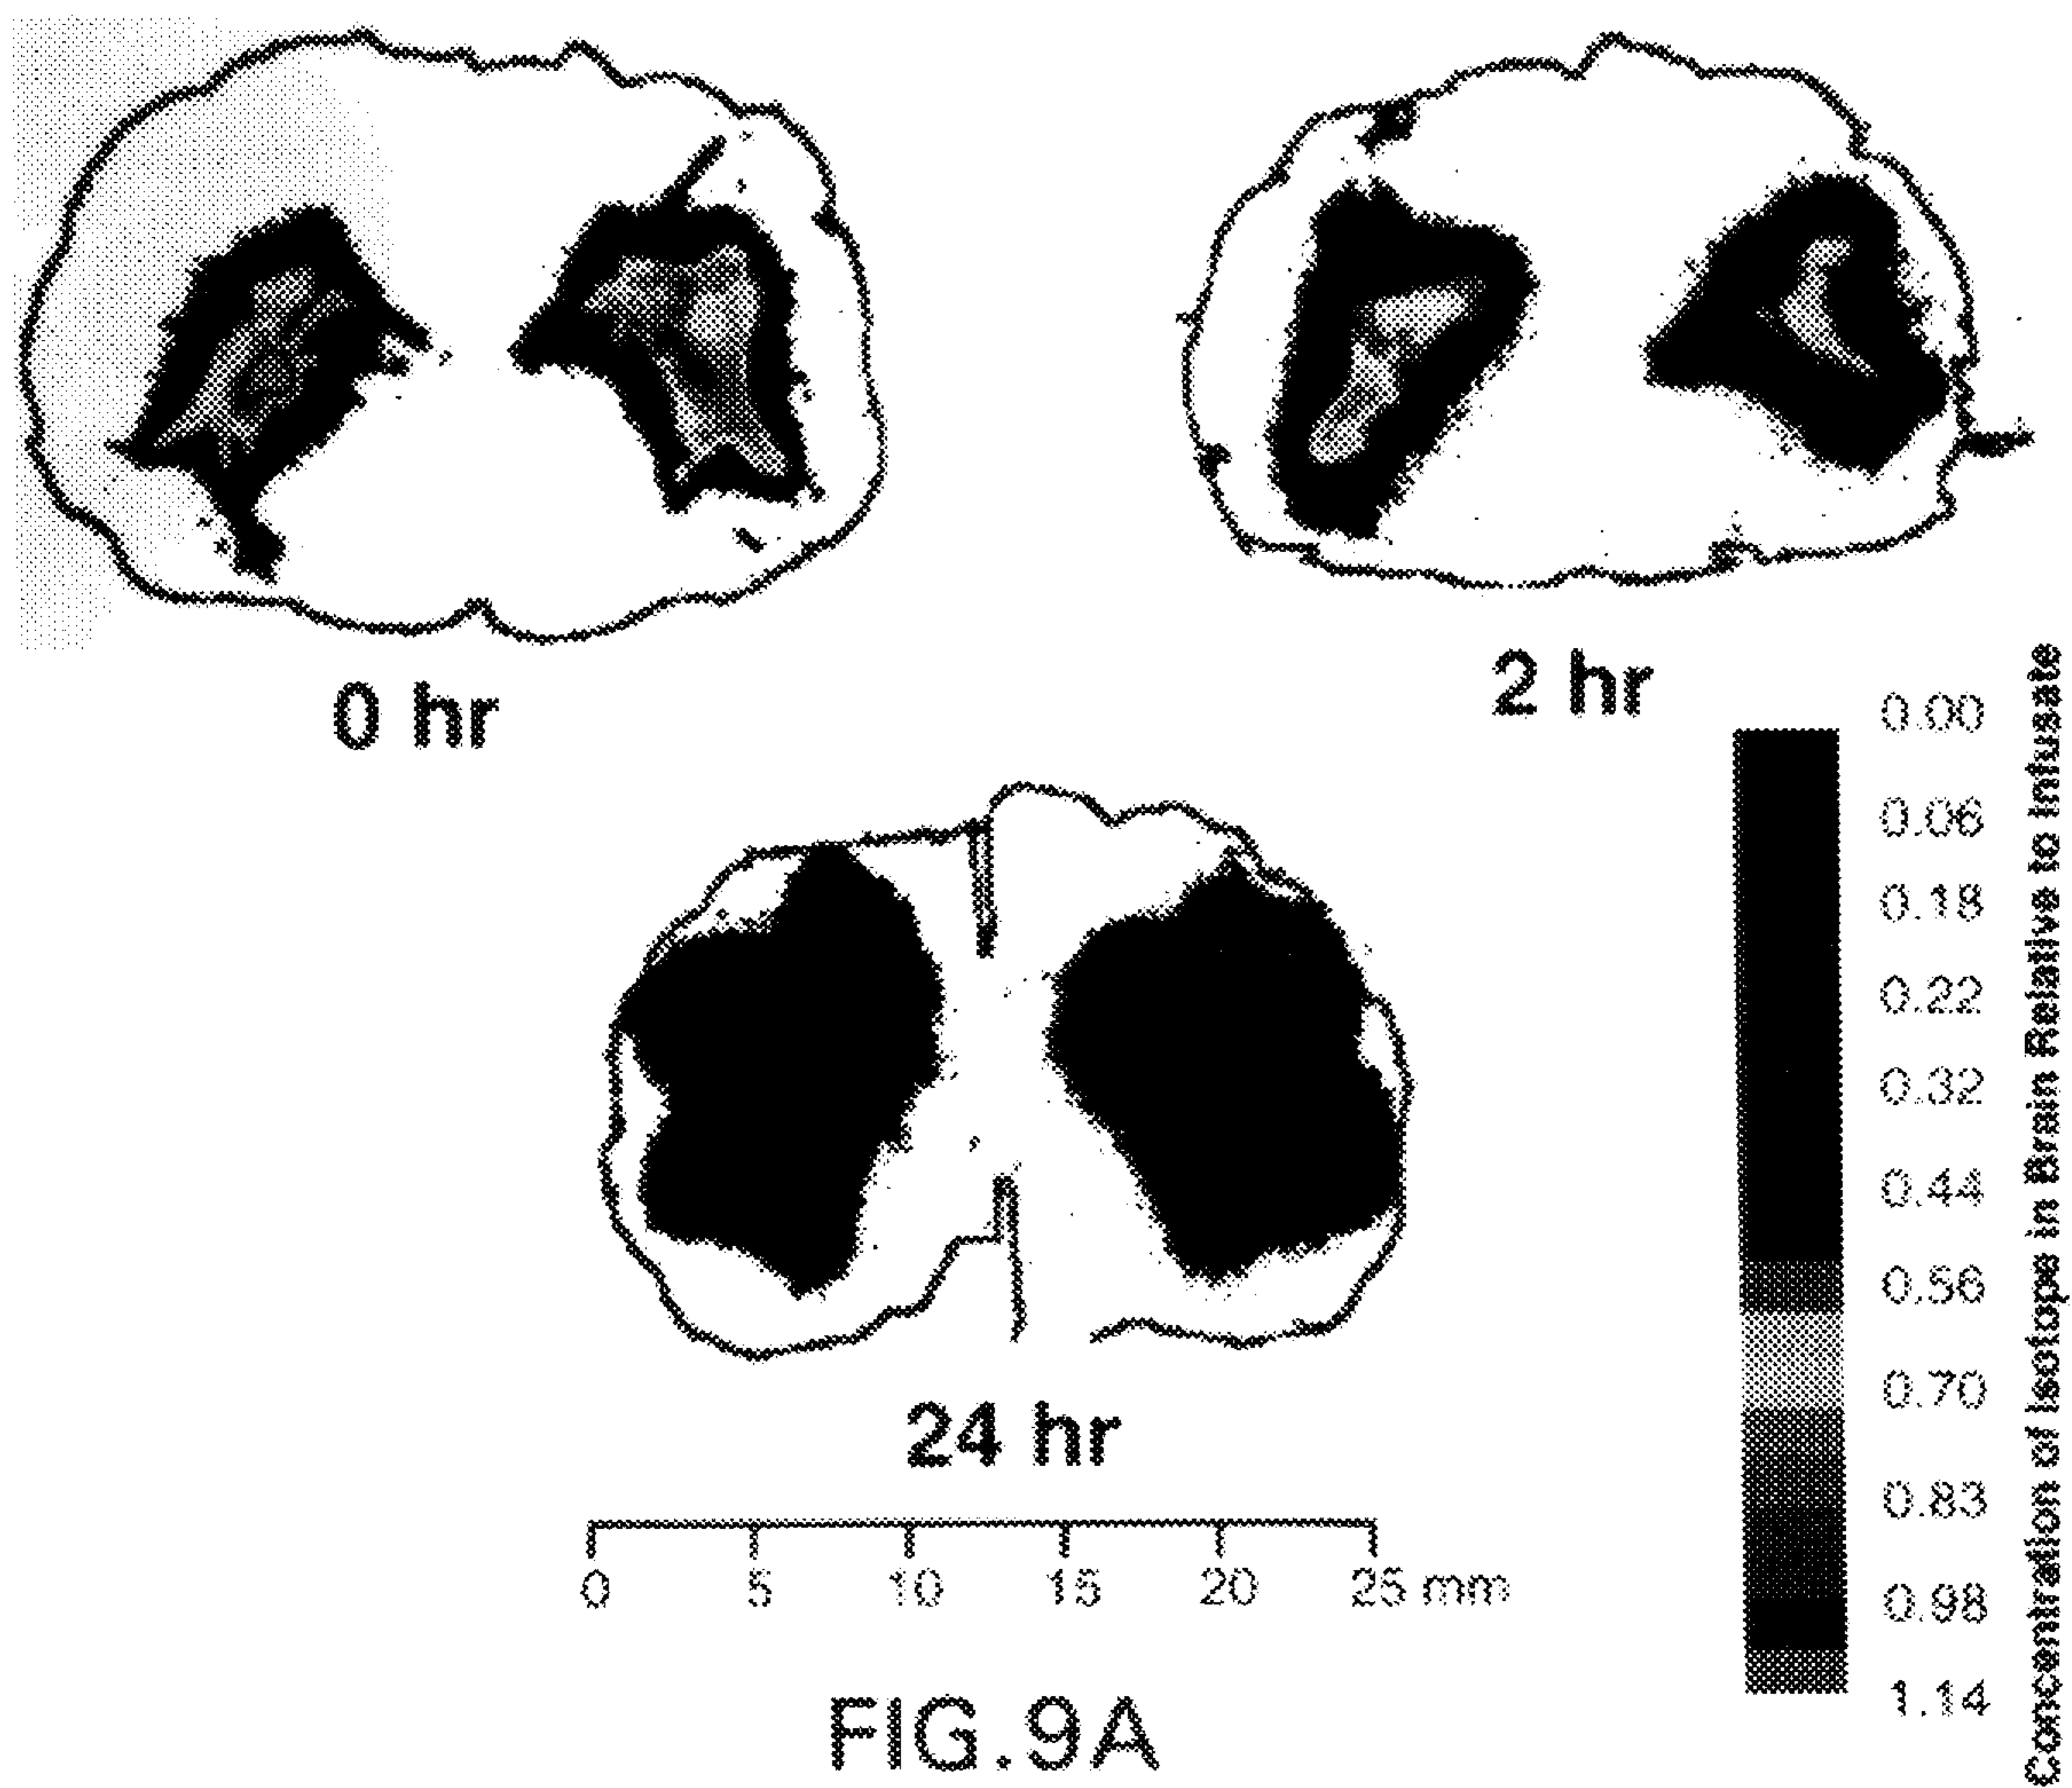 0 hr
2 hr
24 hr
0.00
0.06
0.18
0.22
0.32
0.44
0.56
0.70
0.83
0.98
1.14
Concentration of Isotope in Brain Relative to Infusate
0 5 10 15 20 25 mm
FIG.9A